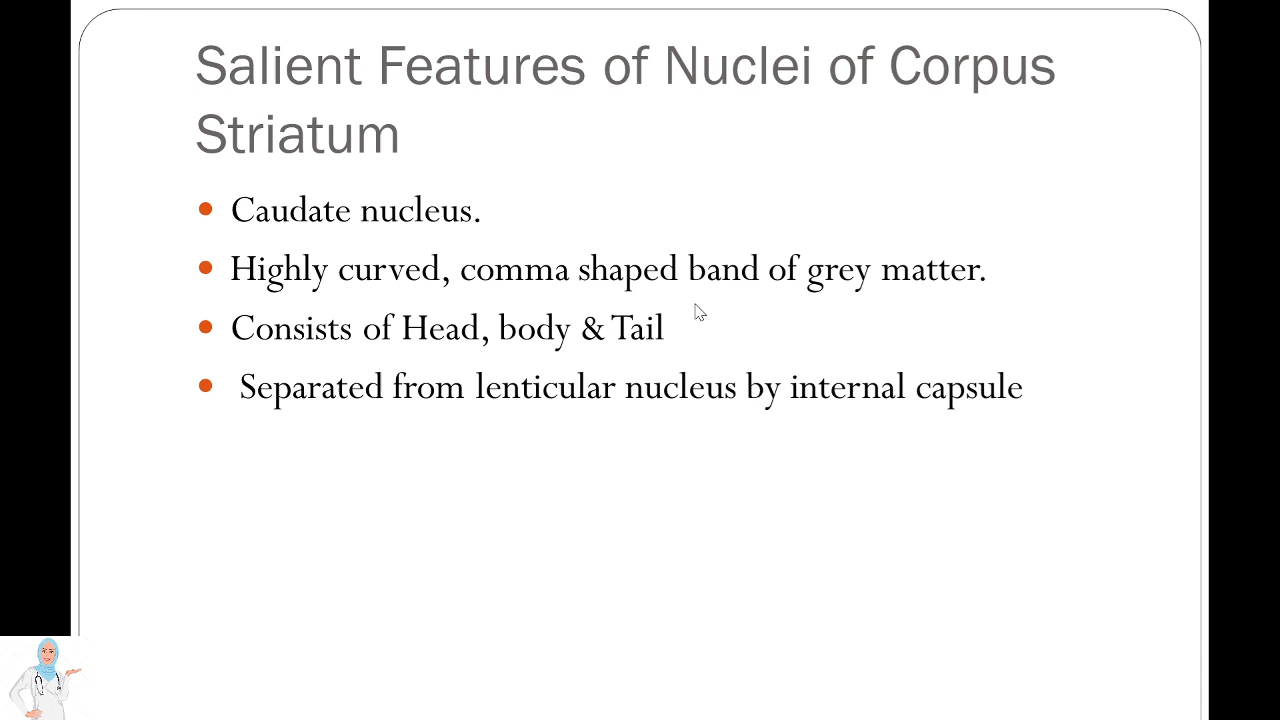 Salient Features of Nuclei of Corpus
Striatum
• Caudate nucleus.
• Highly curved, comma shaped band of grey matter.
• Consists of Head, body & Tail
• Separated from lenticular nucleus by internal capsule